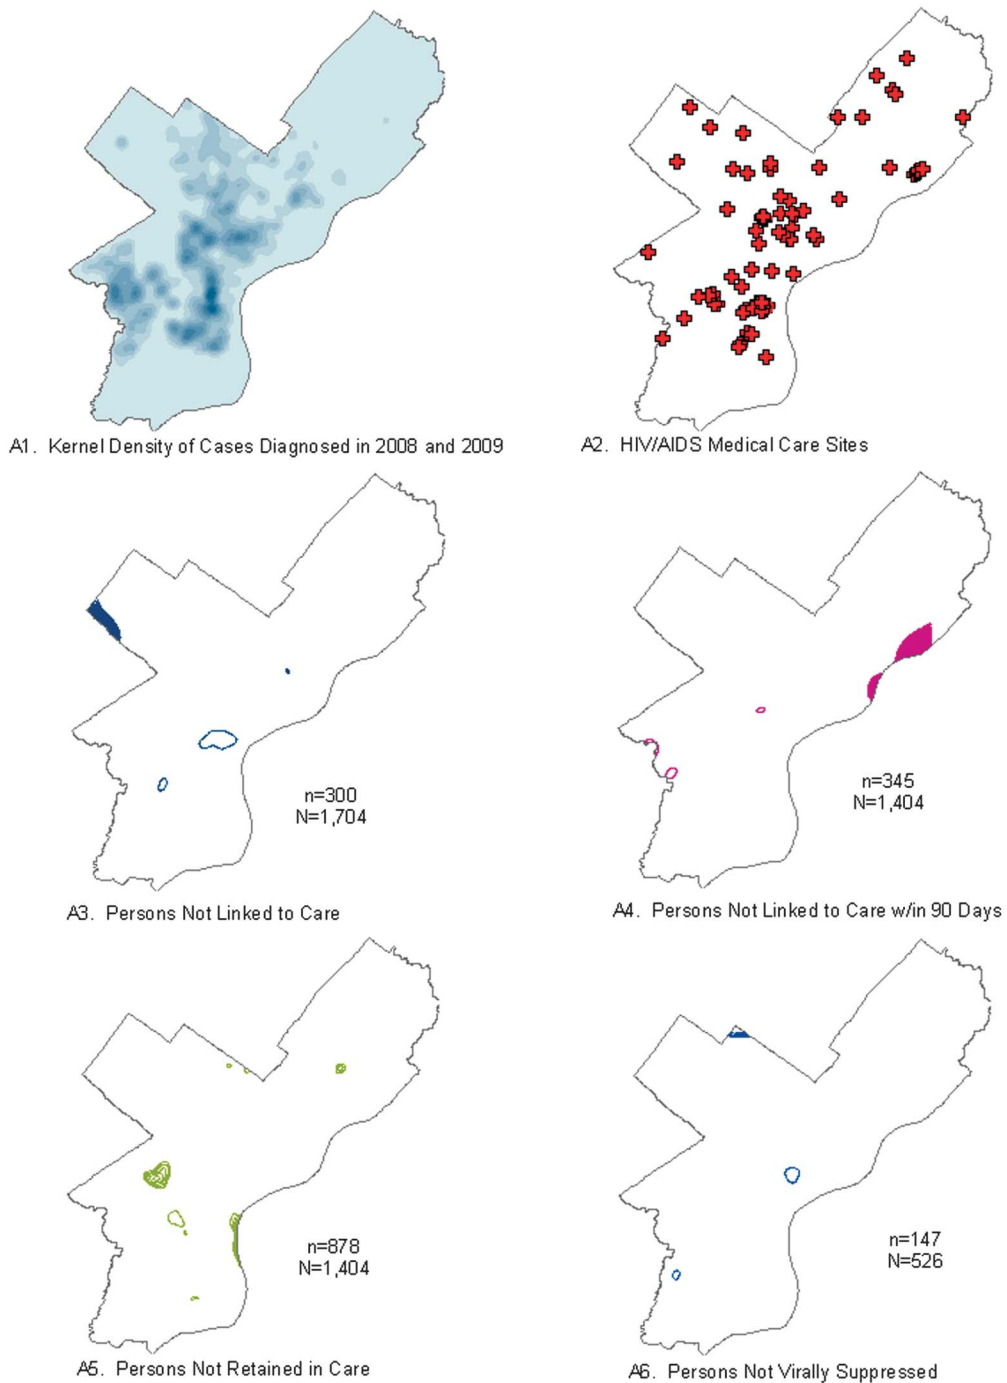 A1. Kernel Density of Cases Diagnosed in 2008 and 2009
A2. HIV/AIDS Medical Care Sites
n=300
N=1,704
A3. Persons Not Linked to Care
n=345
N=1,404
A4. Persons Not Linked to Care w/in 90 Days
n=878
N=1,404
A5. Persons Not Retained in Care
n=147
N=526
A6. Persons Not Virally Suppressed